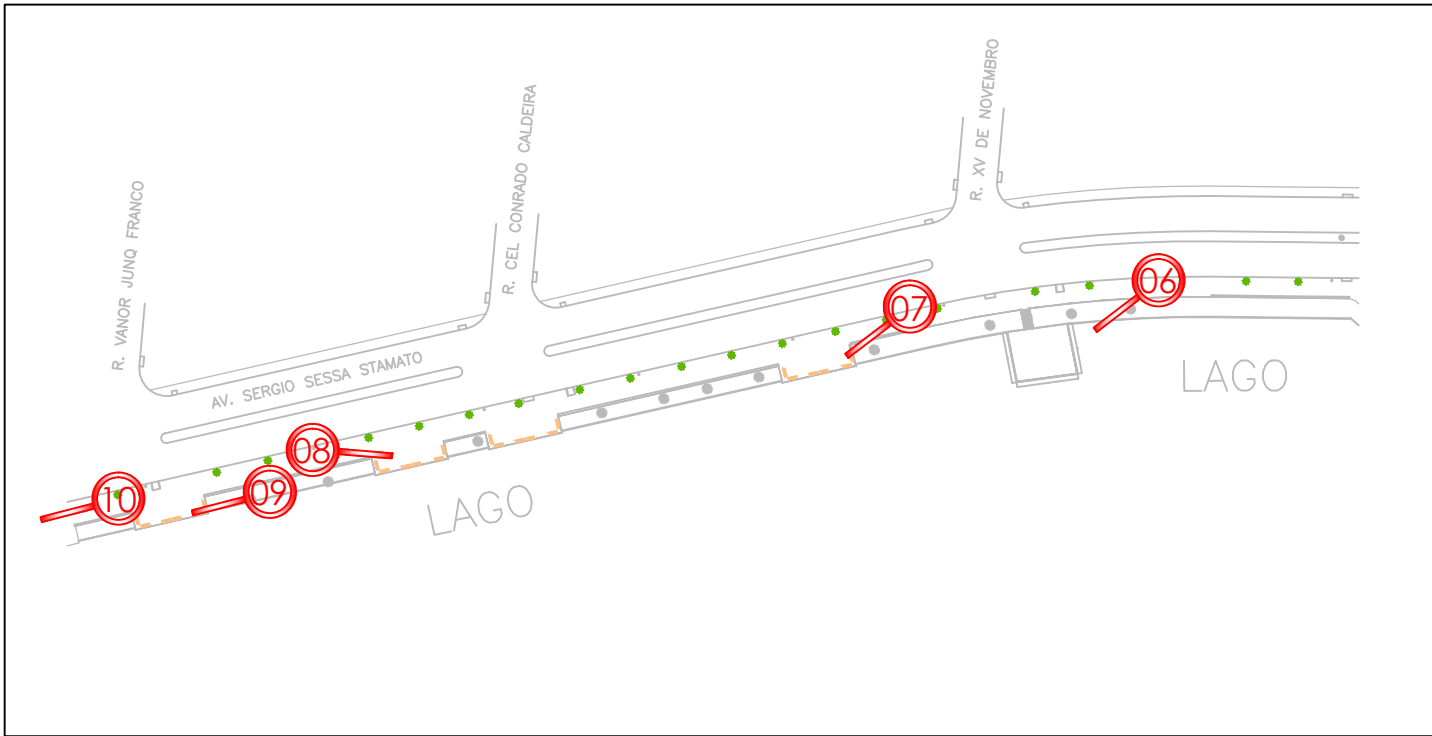 R. XV DE NOVEMBRO
R. CEL CONRADO CALDEIRA
R. VANOR JUNQ FRANCO
06
07
AV. SERGIO SESSA STAMATO
LAGO
08
09
10
LAGO